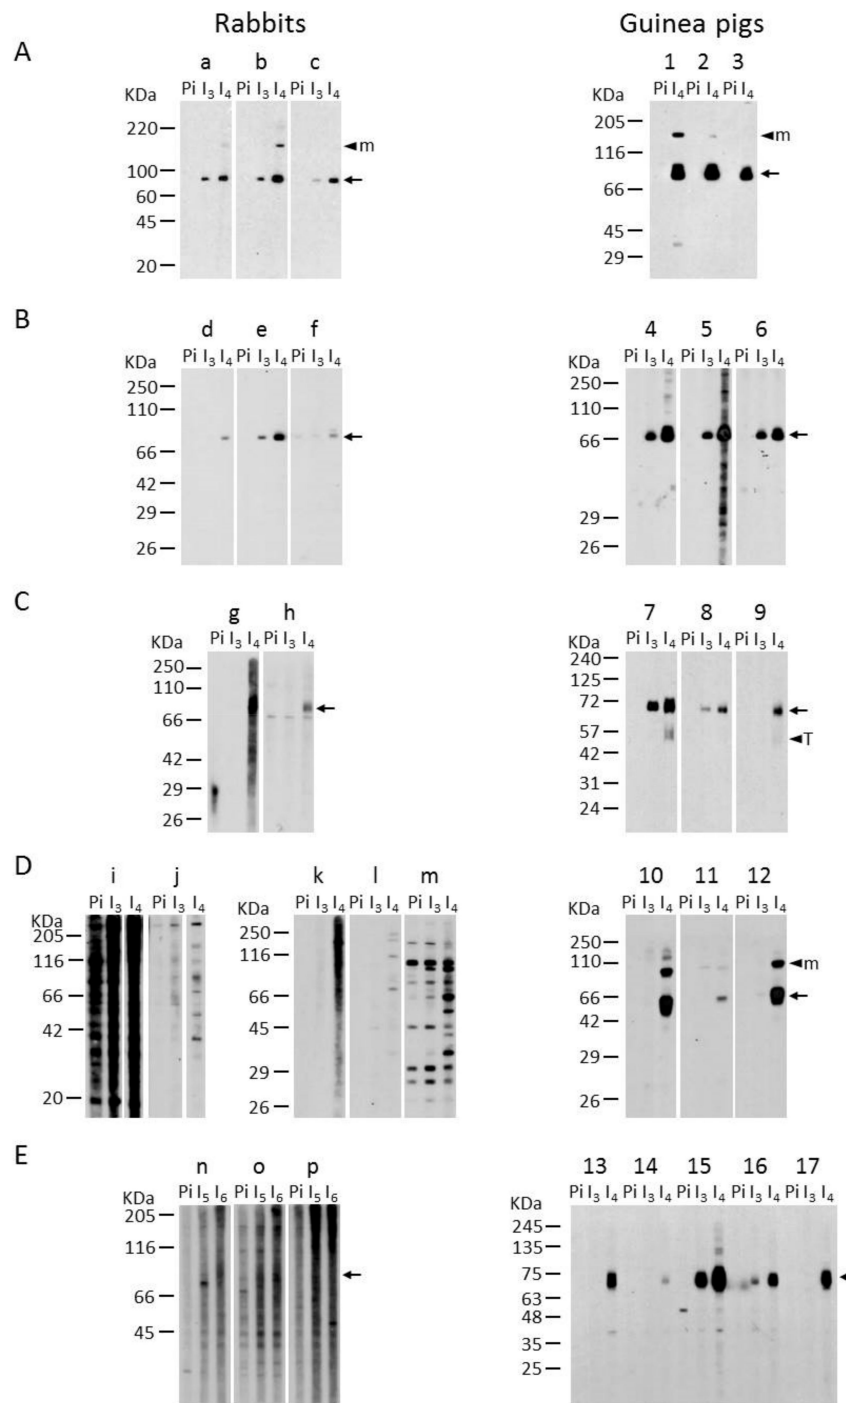 Rabbits Guinea pigs
A
a b c 1 2 3
KDa Pi I3 I4 Pi I3 I4 Pi I3 I4 KDa Pi I4 Pi I4 Pi I4
220 205
m m
100 116
60 66
45 45
20 29
B
d e f 4 5 6
KDa Pi I3 I4 Pi I3 I4 Pi I3 I4 KDa Pi I3 I4 Pi I3 I4 Pi I3 I4
250 250
110 110
66 66
42
29 29
26 26
C
g h 7 8 9
KDa Pi I3 I4 Pi I3 I4 KDa Pi I3 I4 Pi I3 I4 Pi I3 I4
250 240
110 125
66 72
42 57
T
29 42
26 31
24
D
i j k l m 10 11 12
KDa Pi I3 I4 Pi I3 I4 KDa Pi I3 I4 Pi I3 I4 Pi I3 I4 KDa Pi I3 I4 Pi I3 I4 Pi I3 I4
205 250 250
116 116 110 m
66 66 66
42 45 42
29 29
20 26 26
E
n o p 13 14 15 16 17
KDa Pi I5 I6 Pi I5 I6 Pi I5 I6 KDa Pi I3 I4 Pi I3 I4 Pi I3 I4 Pi I3 I4 Pi I3 I4
205 245
116 135
66 75
45 63
48
35
25